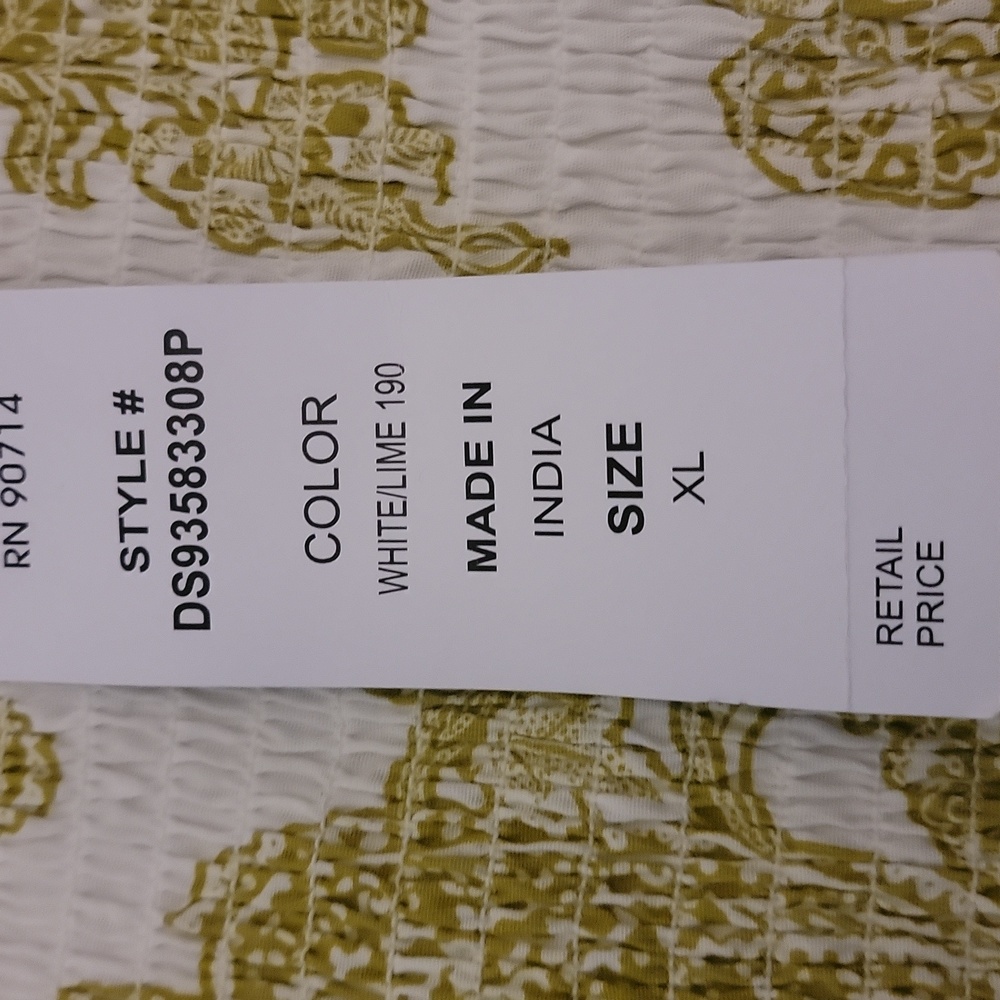 RN 90714
STYLE #
DS93583308P
COLOR
WHITE/LIME 190
MADE IN
INDIA
SIZE
XL
RETAIL
PRICE